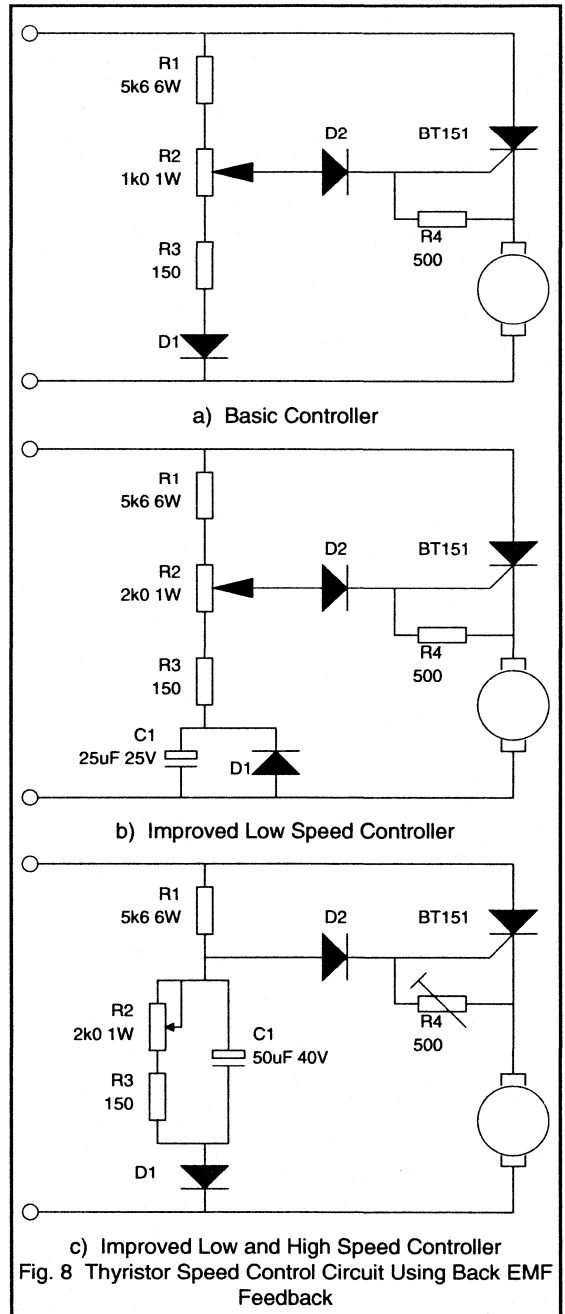 R1
5k6 6W
D2
BT151
R2
1k0 1W
R4
500
R3
150
D1
a) Basic Controller
R1
5k6 6W
D2
BT151
R2
2k0 1W
R4
500
R3
150
C1
25uF 25V
D1
b) Improved Low Speed Controller
R1
5k6 6W
D2
BT151
R2
2k0 1W
C1
50uF 40V
R4
500
R3
150
D1
c) Improved Low and High Speed Controller
Fig. 8 Thyristor Speed Control Circuit Using Back EMF
Feedback